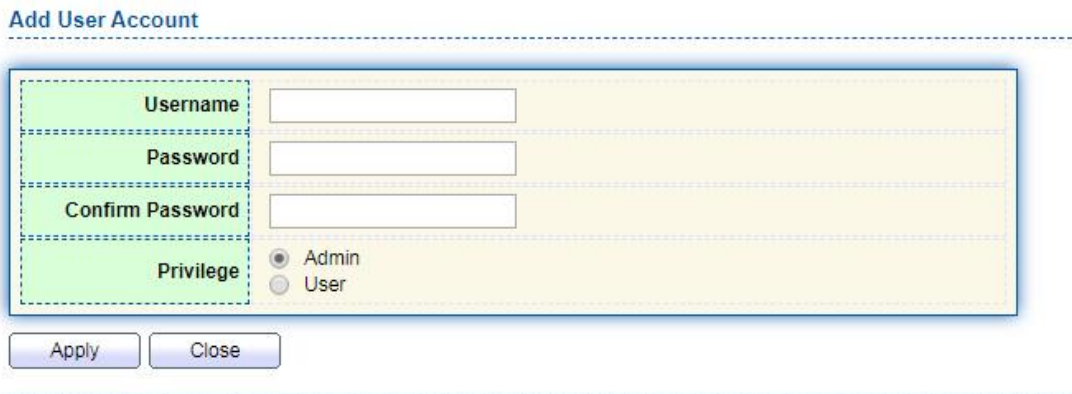 Add User Account
Username
Password
Confirm Password
Privilege
Admin
User
Apply Close